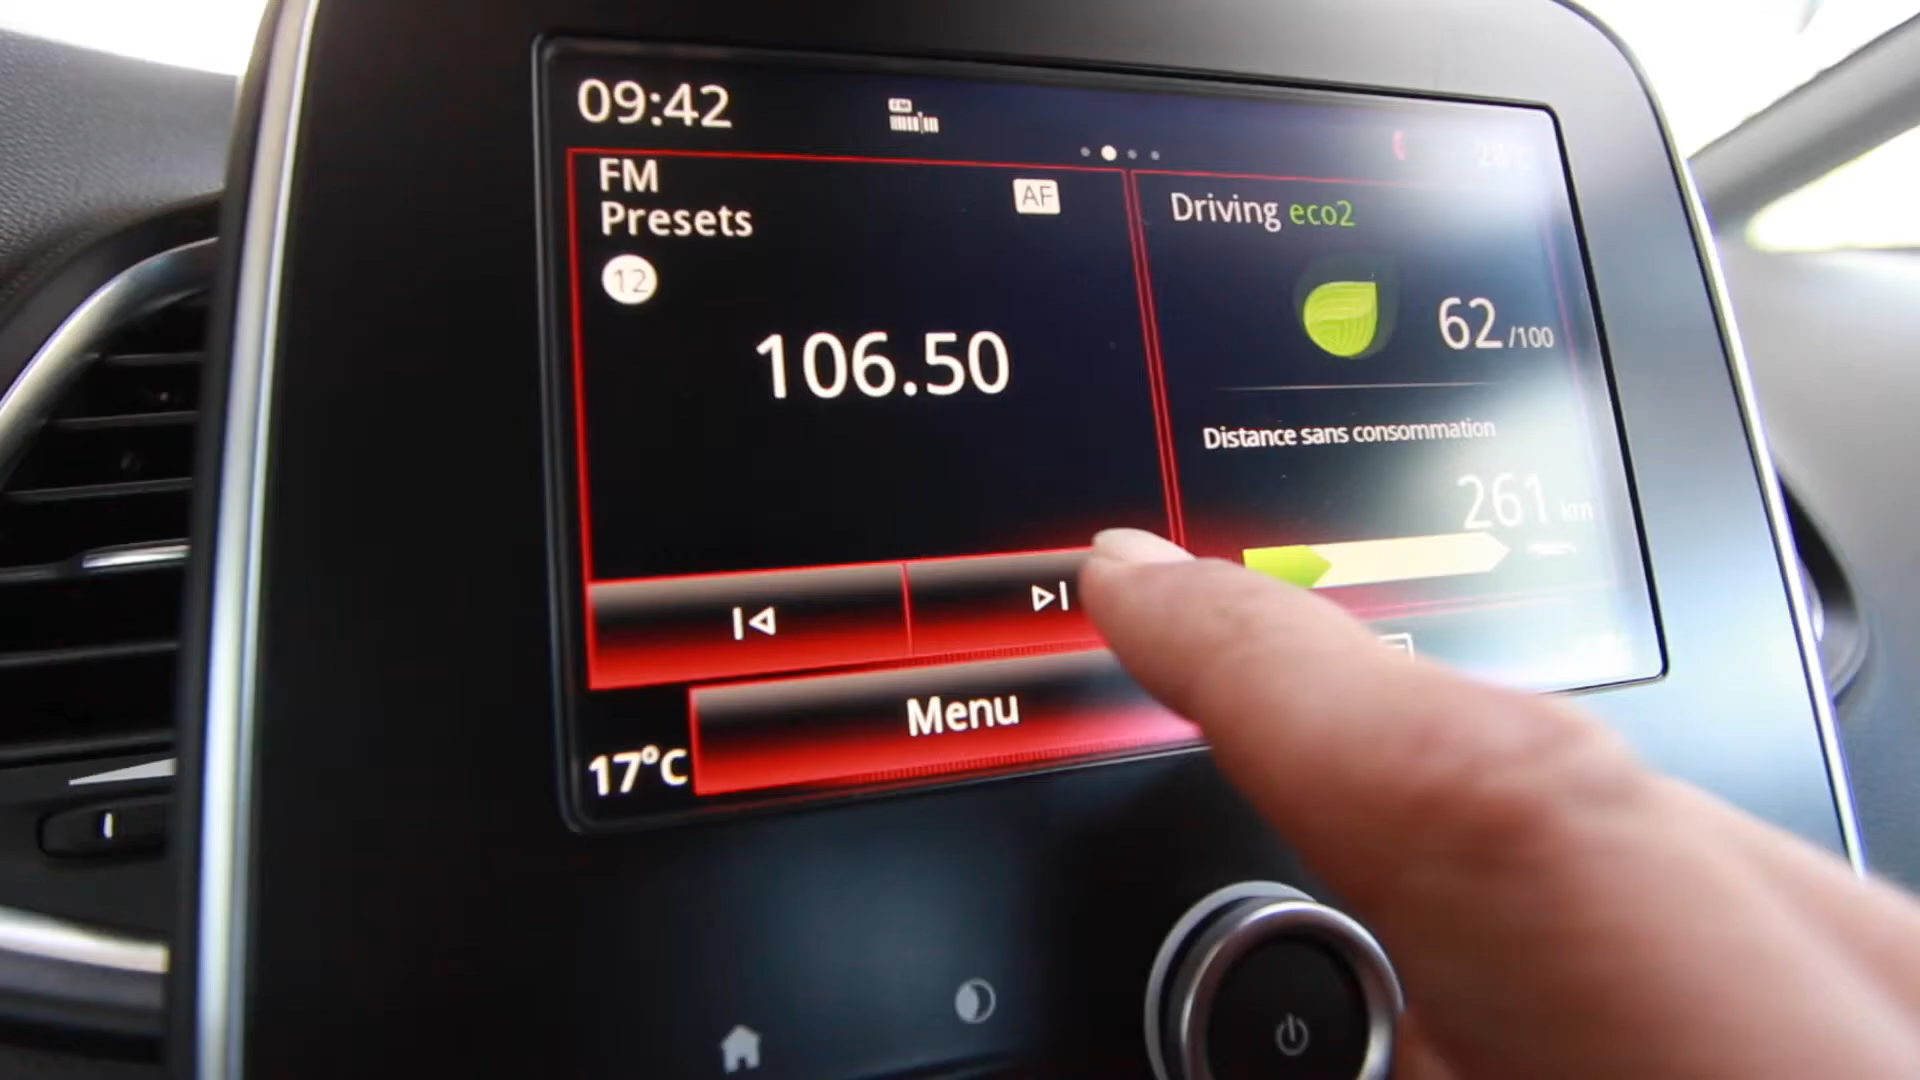 09:42
FM
FM
Presets
AF
12
106.50
Driving eco2
62/100
Distance sans consommation
261 km
Menu
17°C